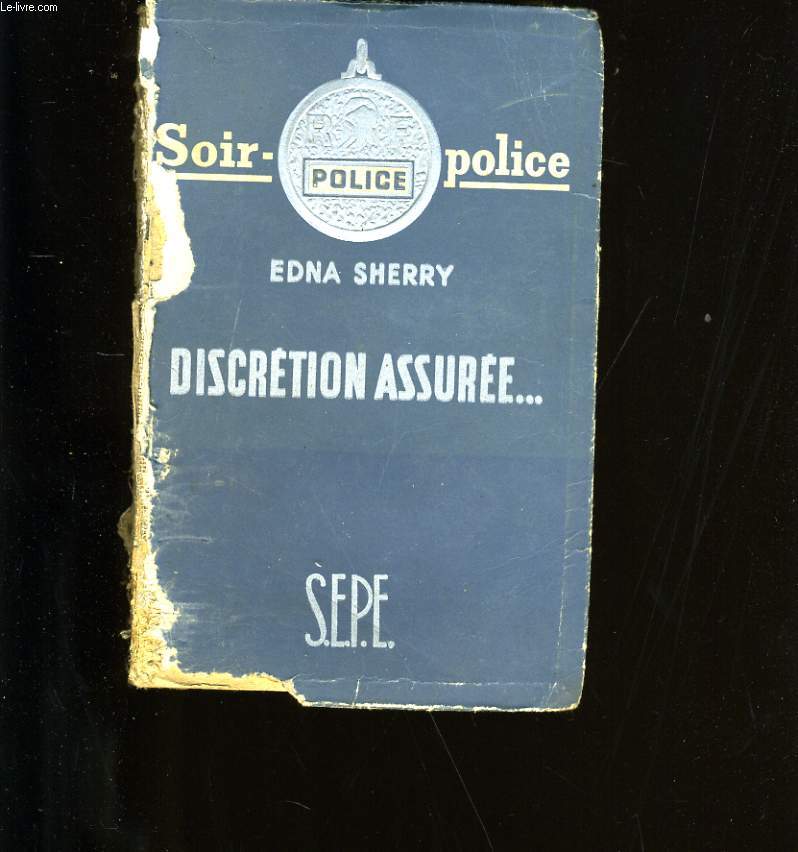 Le-livre.com
Soir-
police
POLICE
EDNA SHERRY
DISCRÉTION ASSURÉE...
S.E.P.E.